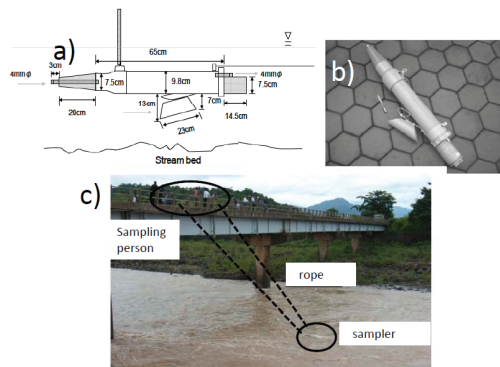 a)
65cm
3cm
4mmϕ
7.5cm
9.8cm
4mmϕ
7.5cm
20cm
13cm
7cm
14.5cm
23cm
Stream bed
b)
c)
Sampling
person
rope
sampler